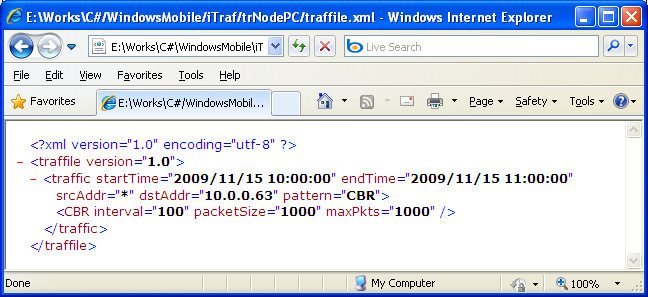 E:\Works\C#/WindowsMobile/iTraf/trNodePC/traffile.xml - Windows Internet Explorer
E:\Works\C#\WindowsMobile\iT
Live Search
File Edit View Favorites Tools Help
Favorites E:\Works\C#\WindowsMobil... Page Safety Tools
<?xml version="1.0" encoding="utf-8" ?>
- <traffile version="1.0">
- <traffic startTime="2009/11/15 10:00:00" endTime="2009/11/15 11:00:00"
srcAddr="*" dstAddr="10.0.0.63" pattern="CBR">
<CBR interval="100" packetSize="1000" maxPkts="1000" />
</traffic>
</traffile>
Done My Computer 100%